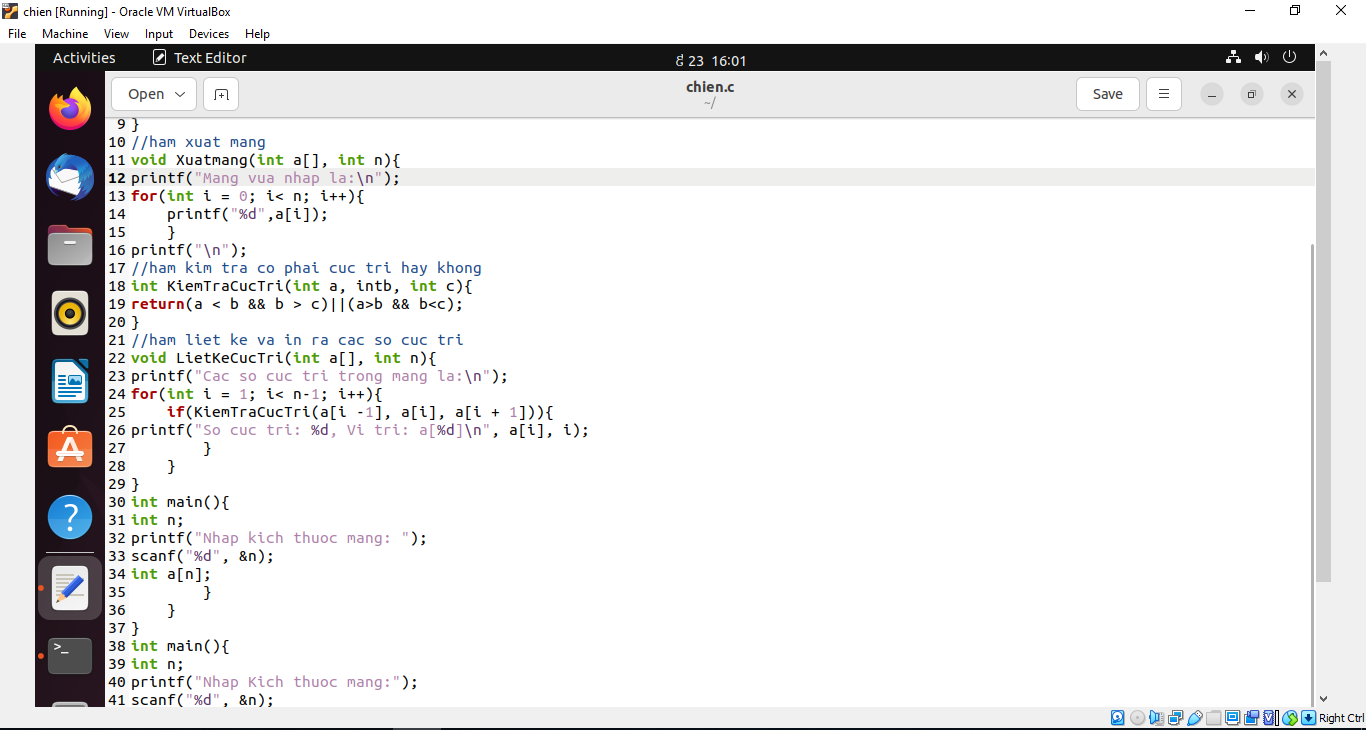 chien [Running] - Oracle VM VirtualBox
File Machine View Input Devices Help
Activities Text Editor 23 16:01
Open chien.c Save
~/
9 }
10 //ham xuat mang
11 void Xuatmang(int a[], int n){
12 printf("Mang vua nhap la:\n");
13 for(int i = 0; i< n; i++){
14     printf("%d",a[i]);
15     }
16 printf("\n");
17 //ham kim tra co phai cuc tri hay khong
18 int KiemTraCucTri(int a, intb, int c){
19 return(a < b && b > c)||(a>b && b<c);
20 }
21 //ham liet ke va in ra cac so cuc tri
22 void LietKeCucTri(int a[], int n){
23 printf("Cac so cuc tri trong mang la:\n");
24 for(int i = 1; i< n-1; i++){
25     if(KiemTraCucTri(a[i -1], a[i], a[i + 1])){
26 printf("So cuc tri: %d, Vi tri: a[%d]\n", a[i], i);
27         }
28     }
29 }
30 int main(){
31 int n;
32 printf("Nhap kich thuoc mang: ");
33 scanf("%d", &n);
34 int a[n];
35         }
36     }
37 }
38 int main(){
39 int n;
40 printf("Nhap Kich thuoc mang:");
41 scanf("%d", &n);
Right Ctrl